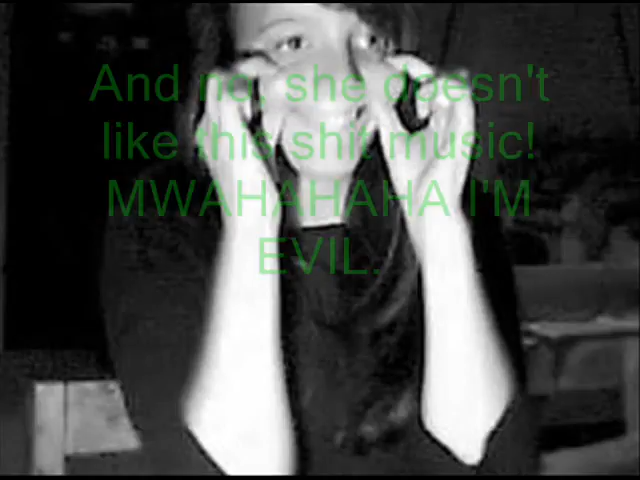 And no, she doesn't
like this shit music!
MWAHAHAHA I'M
EVIL.